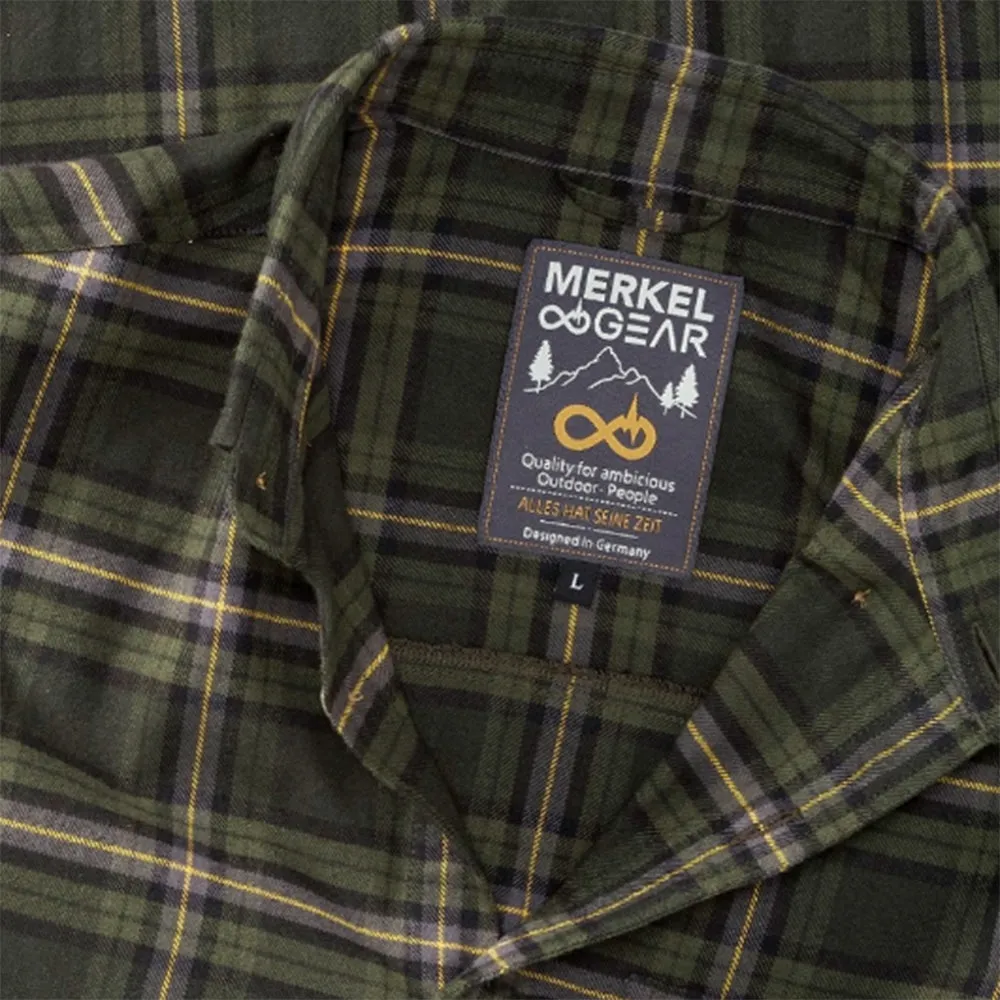 MERKEL
GEAR
Quality for ambicious
Outdoor- People
ALLES HAT SEINE ZEIT
Designed in Germany
L